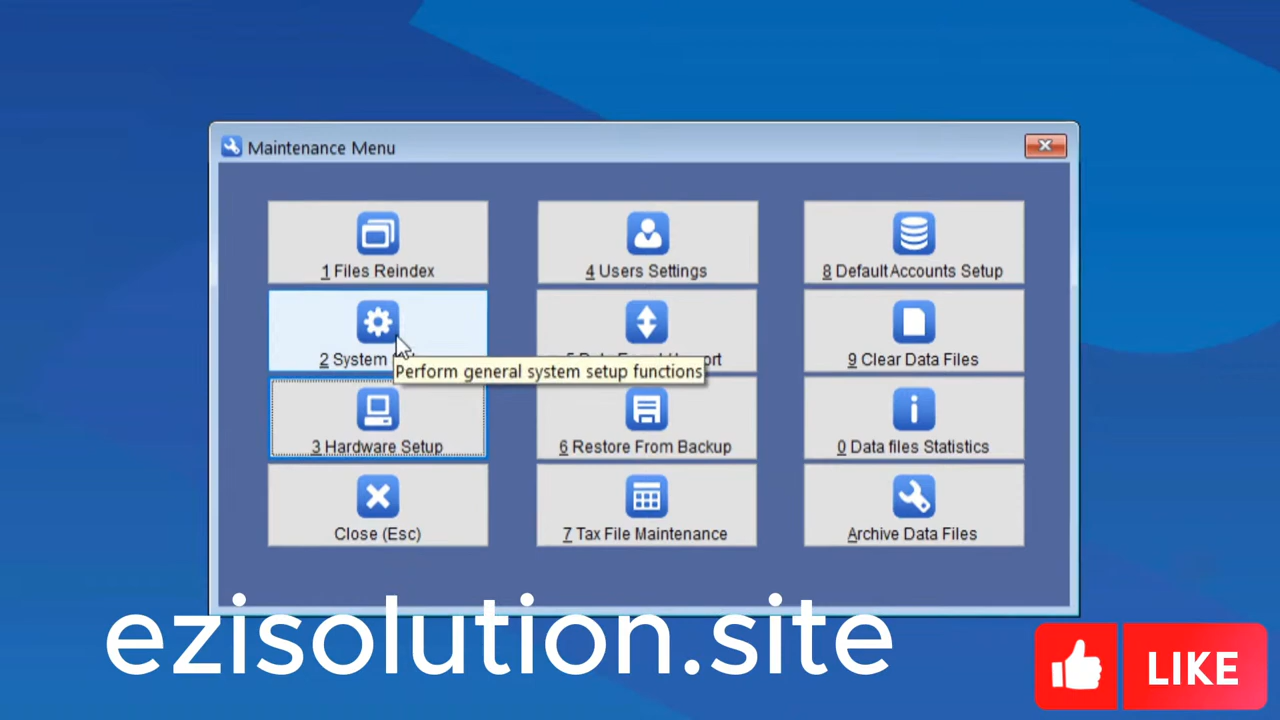 Maintenance Menu
1 Files Reindex
4 Users Settings
8 Default Accounts Setup
2 System
9 Clear Data Files
Perform general system setup functions
3 Hardware Setup
6 Restore From Backup
0 Data files Statistics
Close (Esc)
7 Tax File Maintenance
Archive Data Files
ezisolution.site
LIKE